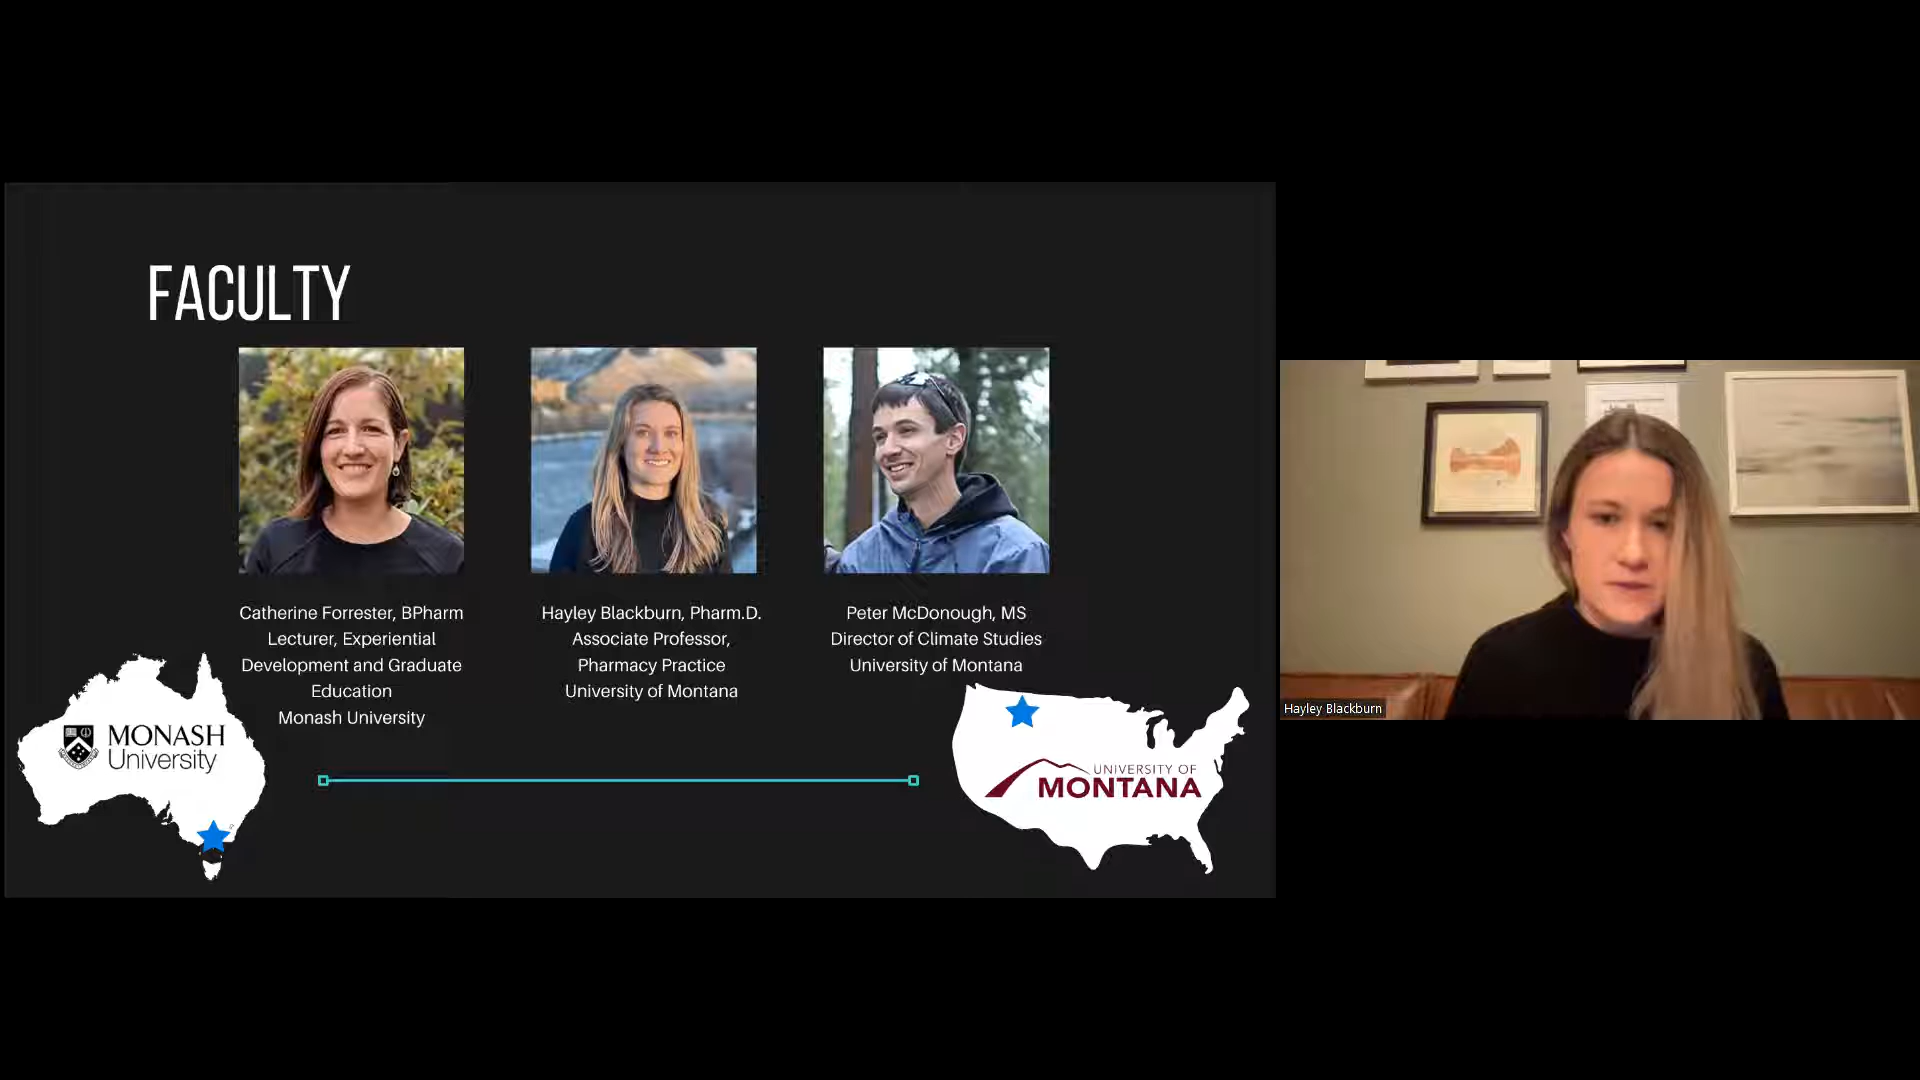 FACULTY
Catherine Forrester, BPharm
Lecturer, Experiential
Development and Graduate
Education
Monash University
Hayley Blackburn, Pharm.D.
Associate Professor,
Pharmacy Practice
University of Montana
Peter McDonough, MS
Director of Climate Studies
University of Montana
MONASH
University
UNIVERSITY OF
MONTANA
Hayley Blackburn